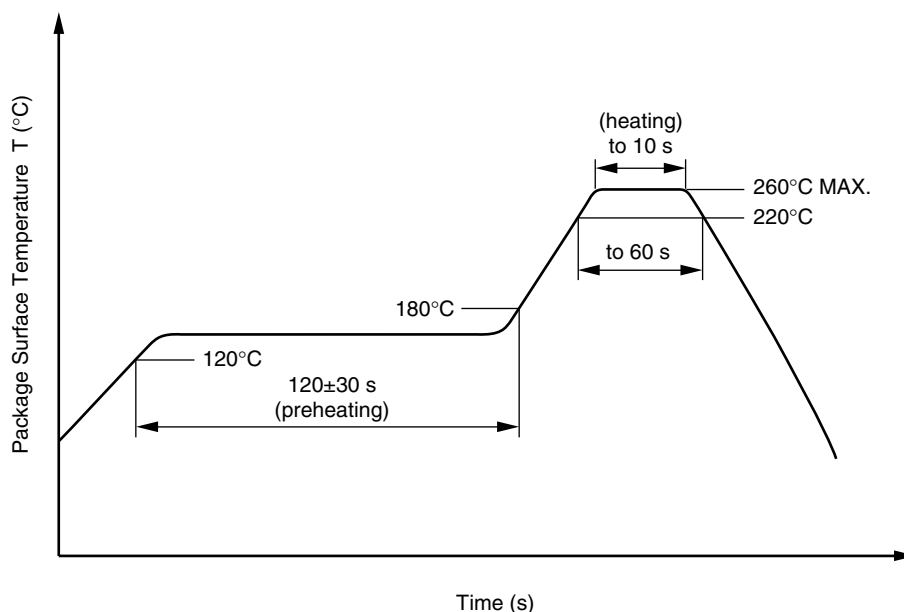 Package Surface Temperature T (°C)
(heating)
to 10 s
260°C MAX.
220°C
to 60 s
180°C
120°C
120±30 s
(preheating)
Time (s)